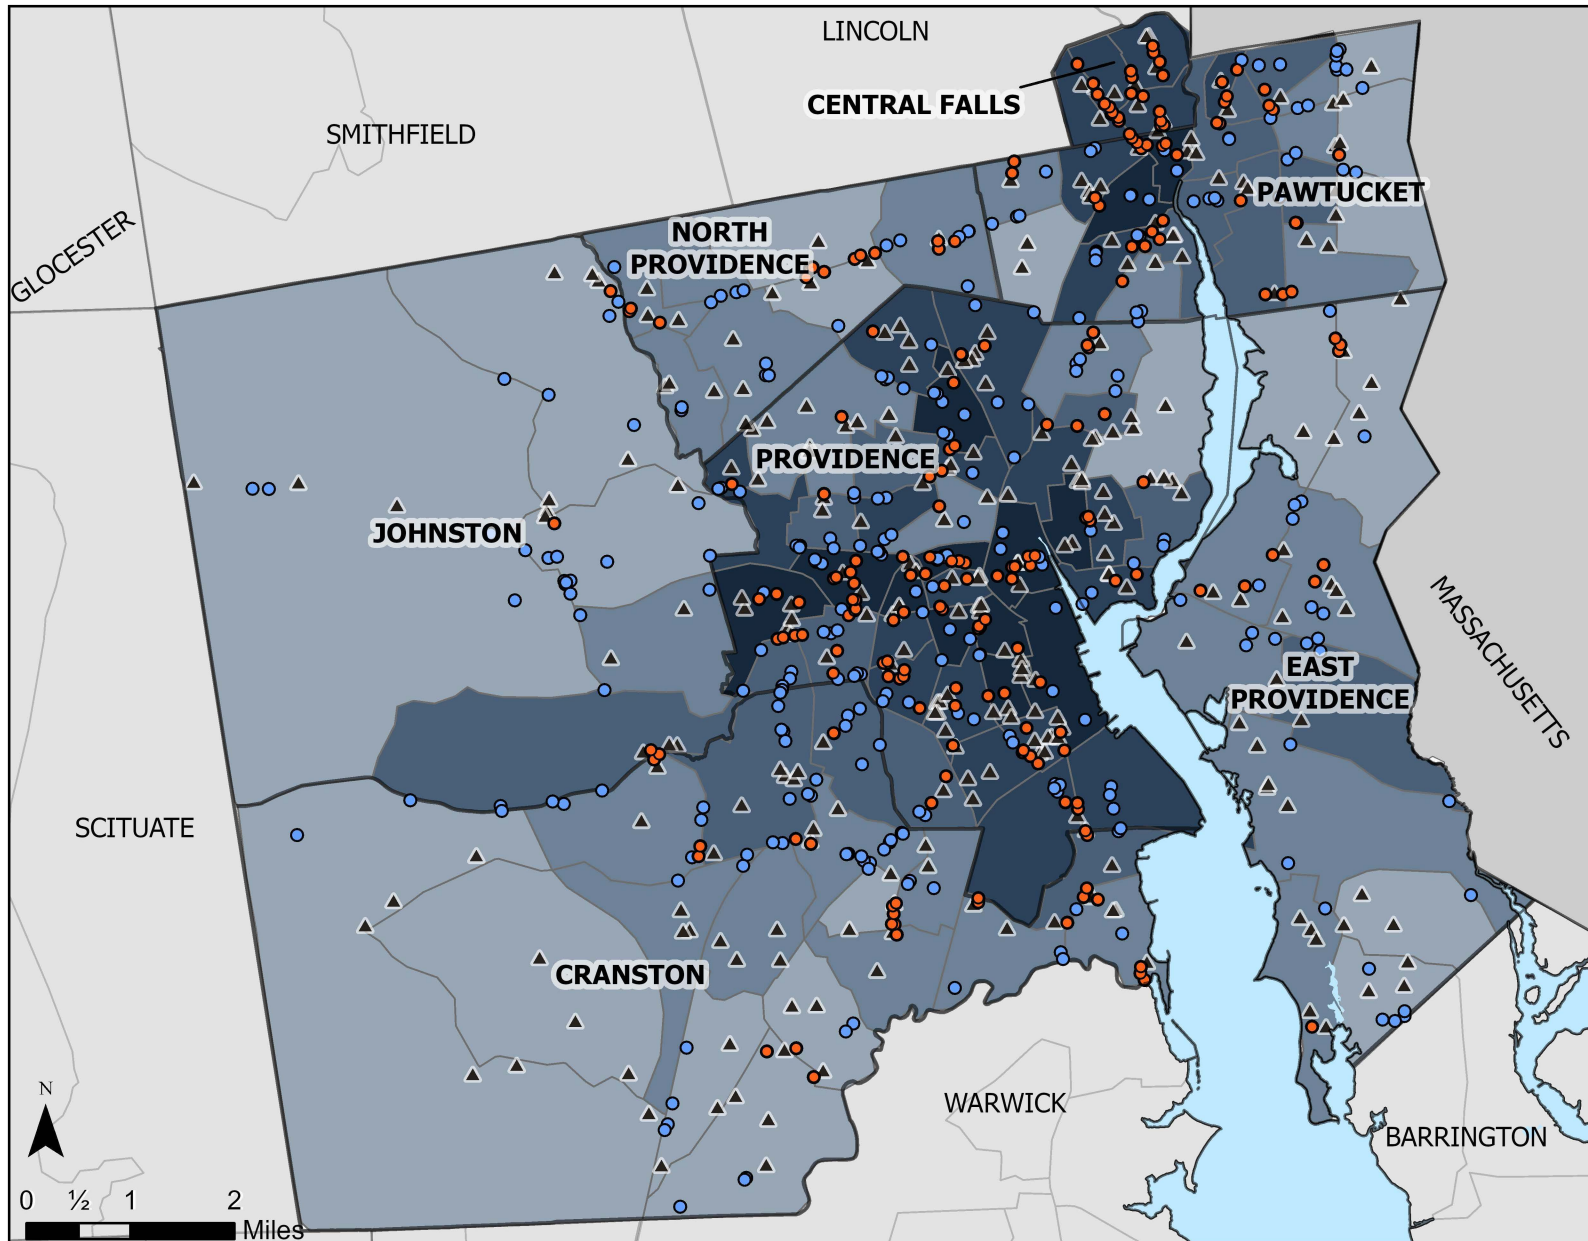 LINCOLN
CENTRAL FALLS
SMITHFIELD
PAWTUCKET
GLOCESTER
NORTH
PROVIDENCE
PROVIDENCE
JOHNSTON
MASSACHUSETTS
EAST
PROVIDENCE
SCITUATE
CRANSTON
N
WARWICK
BARRINGTON
0 ½ 1 2
Miles